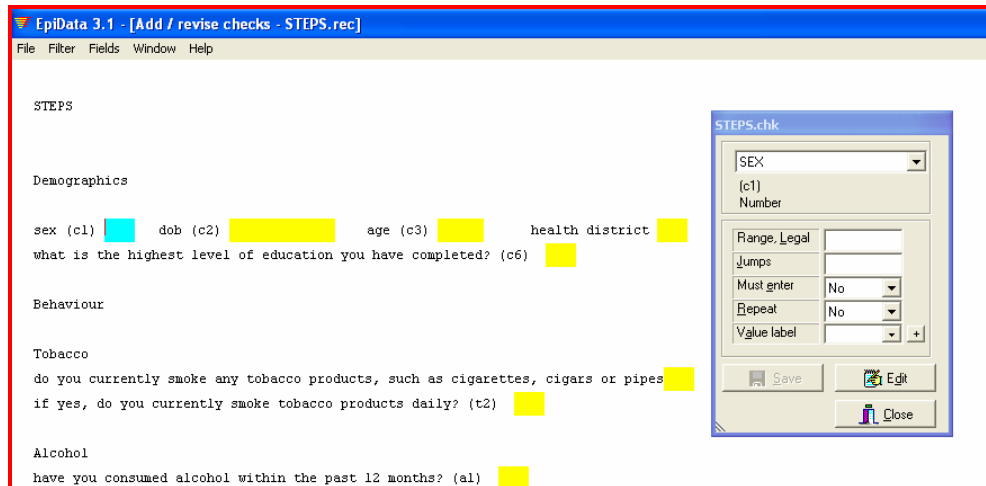 EpiData 3.1 - [Add / revise checks - STEPS.rec]
File Filter Fields Window Help
STEPS
Demographics
sex (c1) dob (c2) age (c3) health district
what is the highest level of education you have completed? (c6)
Behaviour
Tobacco
do you currently smoke any tobacco products, such as cigarettes, cigars or pipes
if yes, do you currently smoke tobacco products daily? (t2)
Alcohol
have you consumed alcohol within the past 12 months? (a1)
STEPS.chk
SEX
(c1)
Number
Range, Legal
Jumps
Must enter No
Repeat No
Value label +
Save Edit
Close